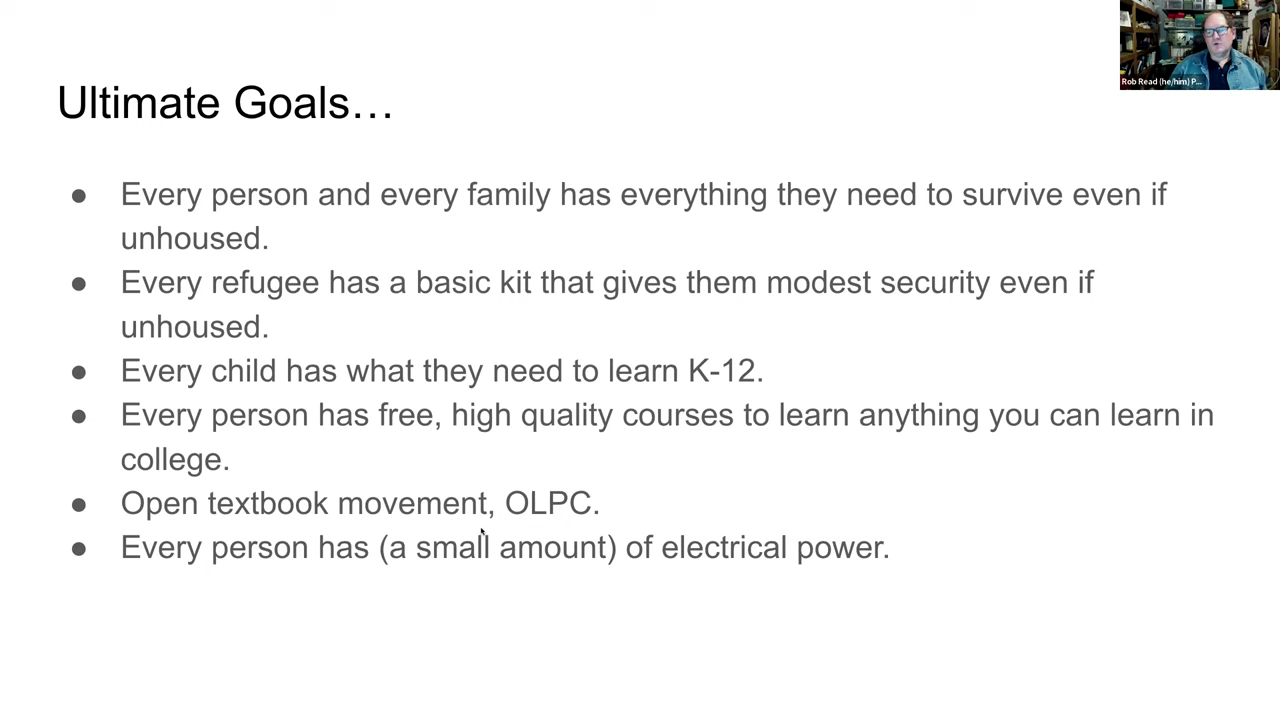 Rob Read (he/him) P...
Ultimate Goals…
● Every person and every family has everything they need to survive even if
unhoused.
● Every refugee has a basic kit that gives them modest security even if
unhoused.
● Every child has what they need to learn K-12.
● Every person has free, high quality courses to learn anything you can learn in
college.
● Open textbook movement, OLPC.
● Every person has (a small amount) of electrical power.